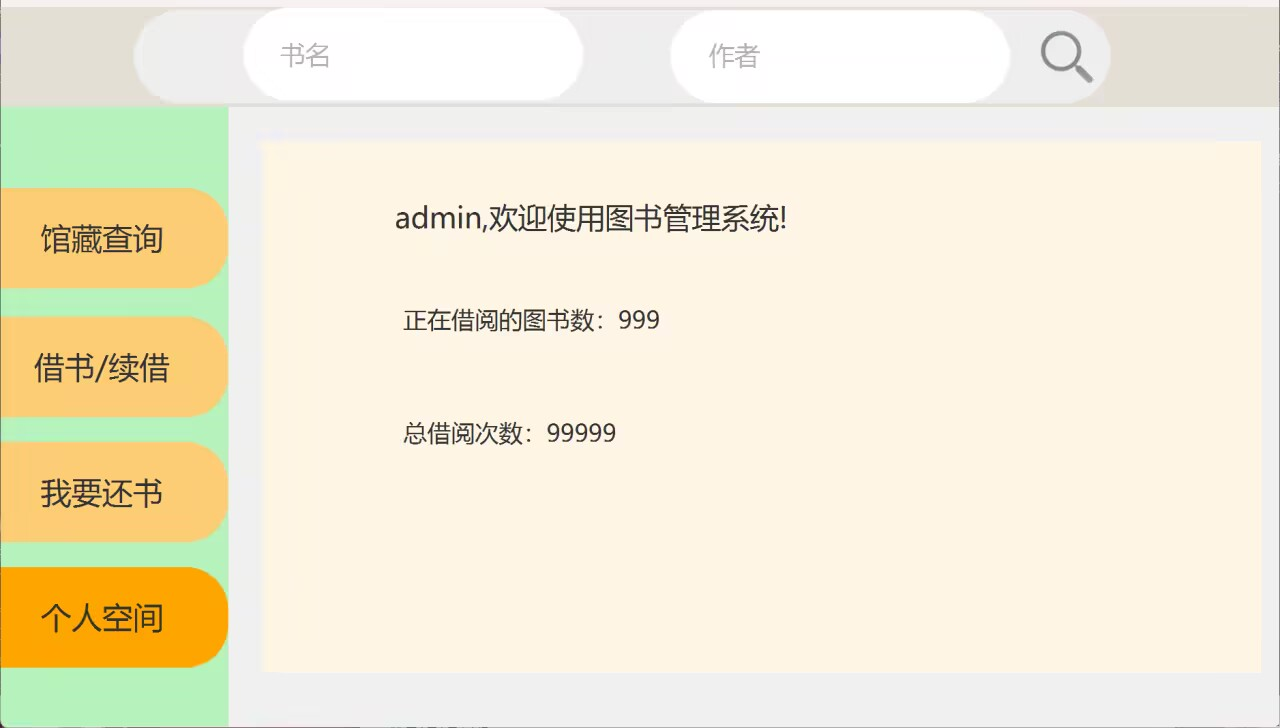 书名
作者
馆藏查询
借书/续借
我要还书
个人空间
admin,欢迎使用图书管理系统!
正在借阅的图书数：999
总借阅次数：99999